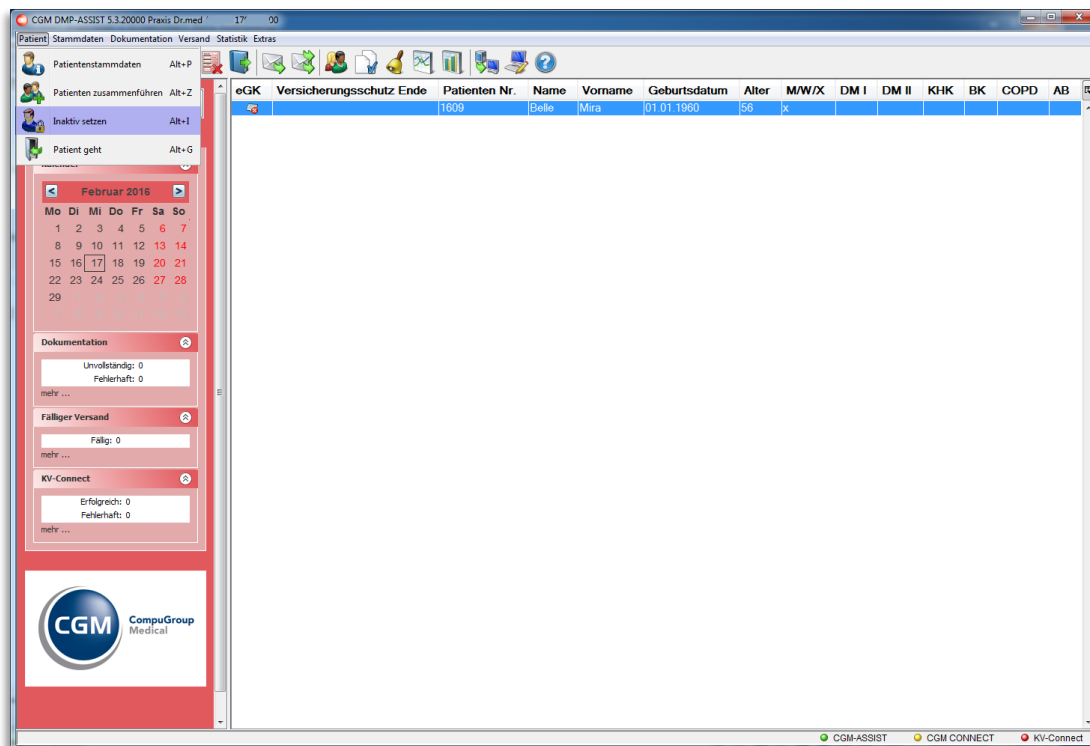 CGM DMP-ASSIST 5.3.20000 Praxis Dr.med
Patient Stammdaten Dokumentation Versand Statistik Extras
Patientenstammdaten Alt+P
Patienten zusammenführen Alt+Z
Inaktiv setzen Alt+I
Patient geht Alt+G
eGK Versicherungsschutz Ende Patienten Nr. Name Vorname Geburtsdatum Alter M/W/X DM I DM II KHK BK COPD AB
1609 Belle Mira 01.01.1960 56 x
Februar 2016
Mo Di Mi Do Fr Sa So
1 2 3 4 5 6 7
8 9 10 11 12 13 14
15 16 17 18 19 20 21
22 23 24 25 26 27 28
29
Dokumentation
Unvollständig: 0
Fehlerhaft: 0
mehr ...
Fälliger Versand
Fällig: 0
mehr ...
KV-Connect
Erfolgreich: 0
Fehlerhaft: 0
mehr ...
CGM CompuGroup
Medical
CGM-ASSIST CGM CONNECT KV-Connect